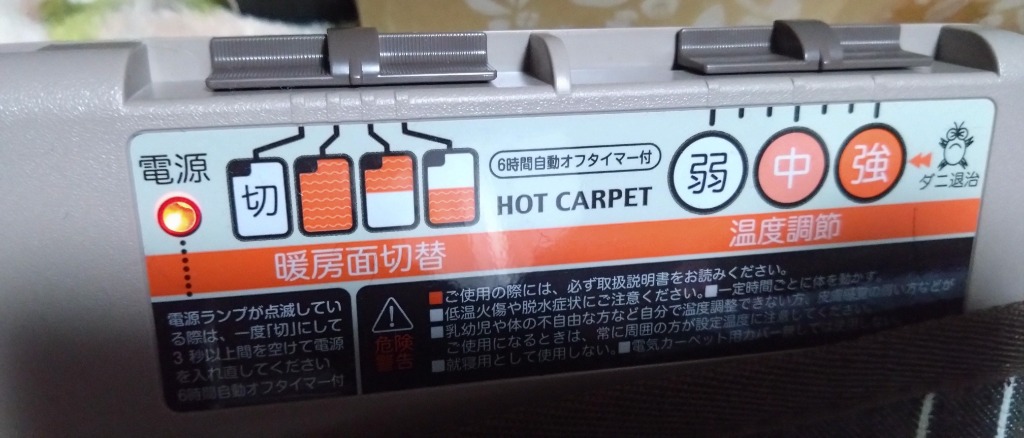 電源
切
6時間自動オフタイマー付
HOT CARPET
弱
中
強
ダニ退治
暖房面切替
温度調節
電源ランプが点滅してい
る際は、一度「切」にして
3秒以上間を空けて電源
を入れ直してください
6時間自動オフタイマー付
危険
警告
■ご使用の際には、必ず取扱説明書をお読みください。
■低温火傷や脱水症状にご注意ください。■一定時間ごとに体を動かす。
■乳幼児や体の不自由な方など自分で温度調整できない方、
ご使用になるときは、常に周囲の方が設定温度に注意してください。
■就寝用として使用しない。■電気カーペット用カバー